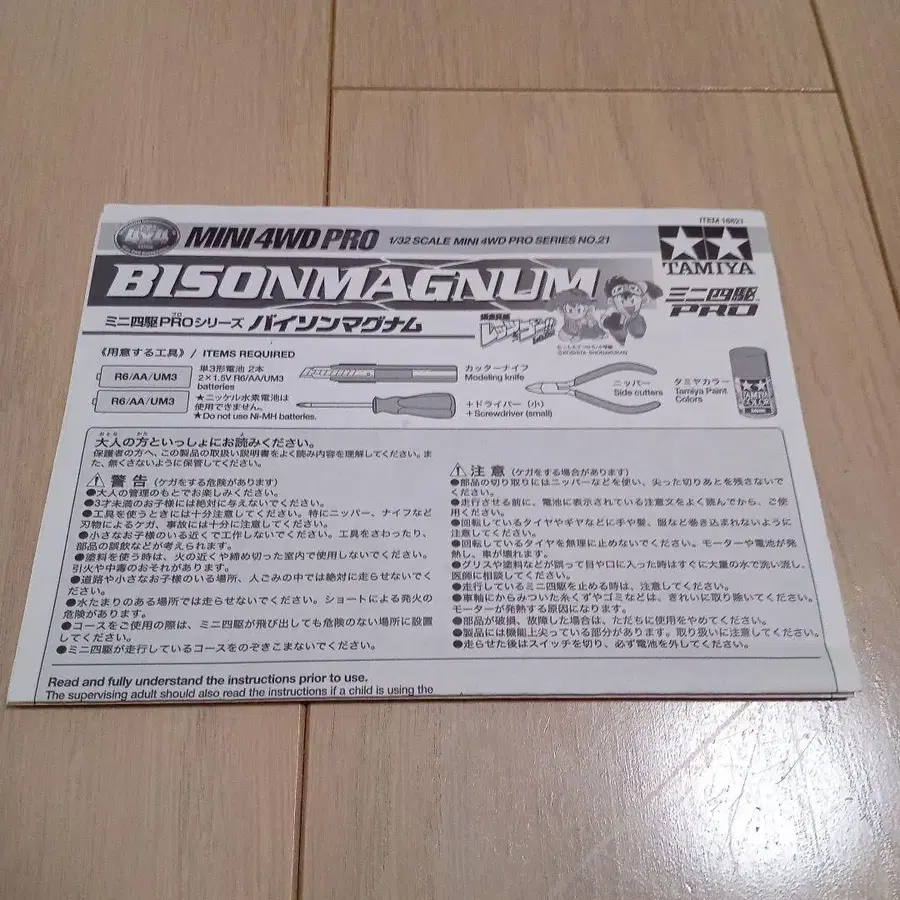 ITEM 18621
MINI 4WD PRO 1/32 SCALE MINI 4WD PRO SERIES NO.21
TAMIYA
BISONMAGNUM
ミニ四駆PROシリーズ バイソンマグナム
ミニ四駆
PRO
《用意する工具》/ ITEMS REQUIRED
R6/AA/UM3
R6/AA/UM3
単3形電池 2本
2×1.5V R6/AA/UM3
batteries
★ニッケル水素電池は
使用できません。
★Do not use Ni-MH batteries.
カッターナイフ
Modeling knife
+ドライバー(小)
+ Screwdriver (small)
ニッパー
Side cutters
タミヤカラー
Tamiya Paint
Colors
TAMIYA
COLOR
大人の方といっしょにお読みください。
保護者の方へ、この製品の取扱い説明書をよく読み内容を理解してください。ま
た、無くさないように保管してください。
警告 (ケガをする危険があります)
●大人の管理のもとでお楽しみください。
●3才未満のお子様には絶対に与えないでください。
●工具を使うときには十分注意してください。特にニッパー、ナイフなど
刃物によるケガ、事故には十分に注意してください。
●小さなお子様のいる近くで工作しないでください。工具をさわったり、
部品の誤飲などが考えられます。
●塗料を使う時は、火の近くや締め切った室内で使用しないでください。
引火や中毒のおそれがあります。
●道路や小さなお子様のいる場所、人ごみの中では絶対に走らせないでく
ださい。
●水たまりのある場所では走らせないでください。ショートによる発火の
危険があります。
●コースをご使用の際は、ミニ四駆が飛び出しても危険のない場所に設置
してください。
●ミニ四駆が走行しているコースをのぞきこまないでください。
注意 (ケガをする場合があります)
●部品の切り取りにはニッパーなどを使い、尖った切りあとを残さないで
ください。
●走行させる前に、電池に表示されている注意文をよく読んでから、ご使
用ください。
●回転しているタイヤやギヤなどに手や髪、服など巻き込まれないように
注意してください。
●回転しているタイヤを無理に止めないでください。モーターや電池が発
熱し、車が壊れます。
●グリスや塗料などが誤って目や口に入った時はすぐに大量の水で洗い流し、
医師に相談してください。
●走行しているミニ四駆を止める時は、注意してください。
●車軸にからみついた糸くずやゴミなどは、きれいに取り除いてください。
モーターが発熱する原因になります。
●部品が破損、故障した場合は、ただちに使用をやめてください。
●製品には機能上尖っている部分があります。取り扱いに注意してください。
●走らせた後はスイッチを切り、必ず電池を外してください。
Read and fully understand the instructions prior to use.
The supervising adult should also read the instructions if a child is using the